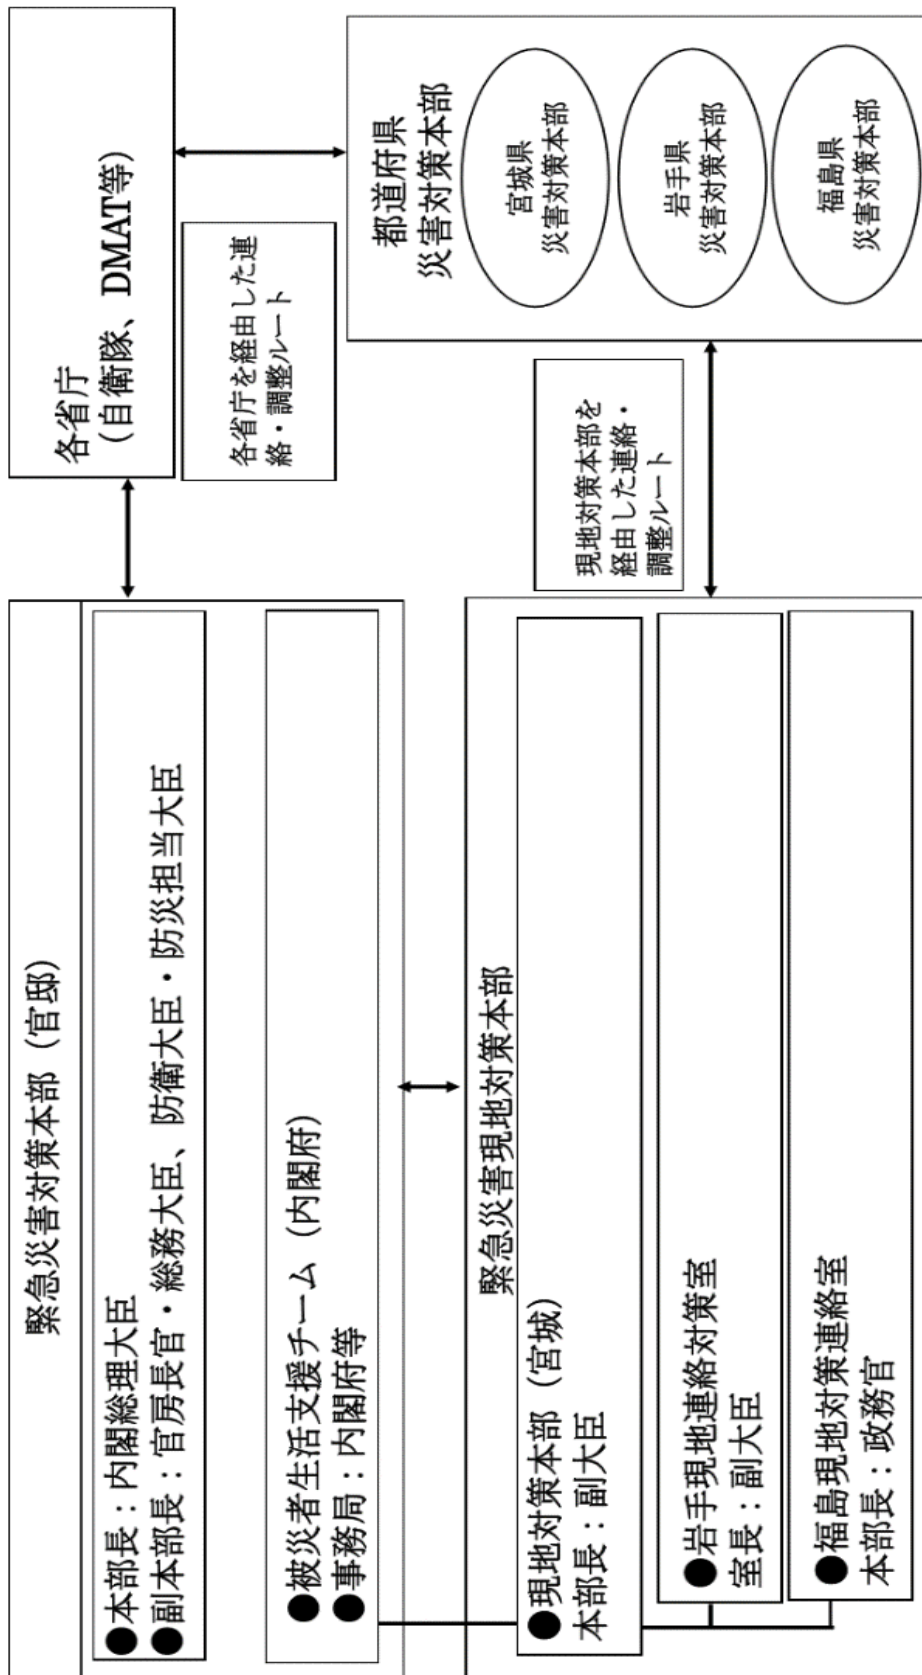 緊急災害対策本部（官邸）
●本部長：内閣総理大臣
●副本部長：官房長官・総務大臣、防衛大臣・防災担当大臣
●被災者生活支援チーム（内閣府）
●事務局：内閣府等
緊急災害現地対策本部
●現地対策本部（宮城）
本部長：副大臣
●岩手現地連絡対策室
室長：副大臣
●福島現地対策連絡室
本部長：政務官
各省庁
（自衛隊、DMAT等）
各省庁を経由した連
絡・調整ルート
現地対策本部を
経由した連絡・
調整ルート
都道府県
災害対策本部
宮城県
災害対策本部
岩手県
災害対策本部
福島県
災害対策本部